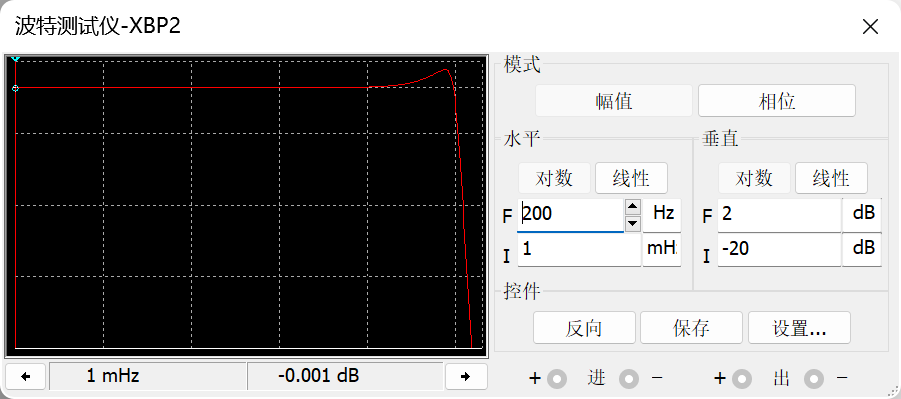 波特测试仪-XBP2
模式
幅值 相位
水平 垂直
对数 线性 对数 线性
F 200 Hz F 2 dB
I 1 mH I -20 dB
控件
反向 保存 设置...
1 mHz -0.001 dB
+ 进 − + 出 −